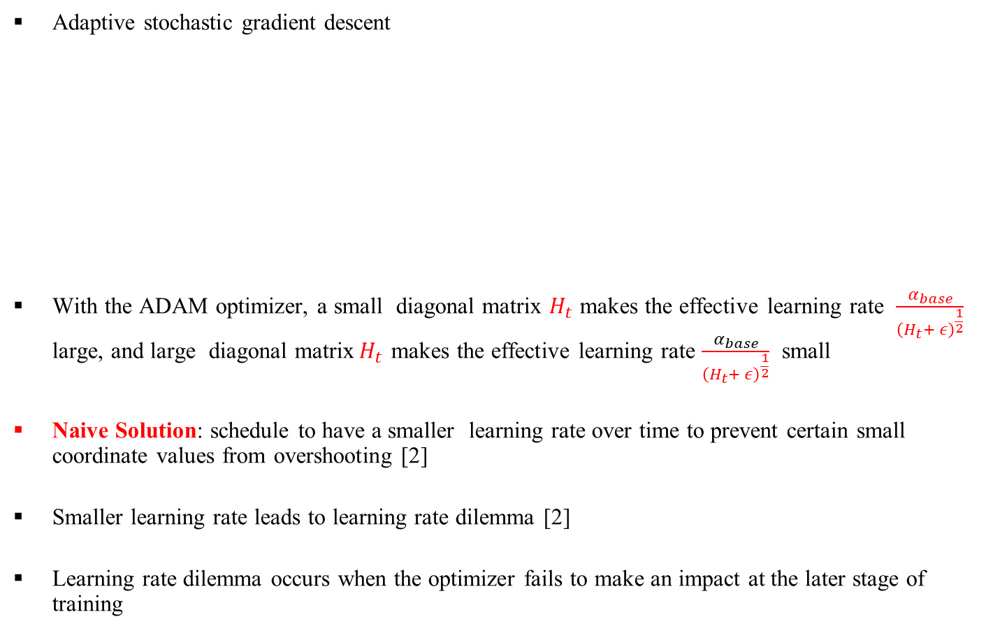 ▪ Adaptive stochastic gradient descent
▪ With the ADAM optimizer, a small diagonal matrix $H_t$ makes the effective learning rate $\frac{\alpha_{base}}{(H_t + \epsilon)^{\frac{1}{2}}}$
large, and large diagonal matrix $H_t$ makes the effective learning rate $\frac{\alpha_{base}}{(H_t + \epsilon)^{\frac{1}{2}}}$ small
▪ Naive Solution: schedule to have a smaller learning rate over time to prevent certain small
coordinate values from overshooting [2]
▪ Smaller learning rate leads to learning rate dilemma [2]
▪ Learning rate dilemma occurs when the optimizer fails to make an impact at the later stage of
training